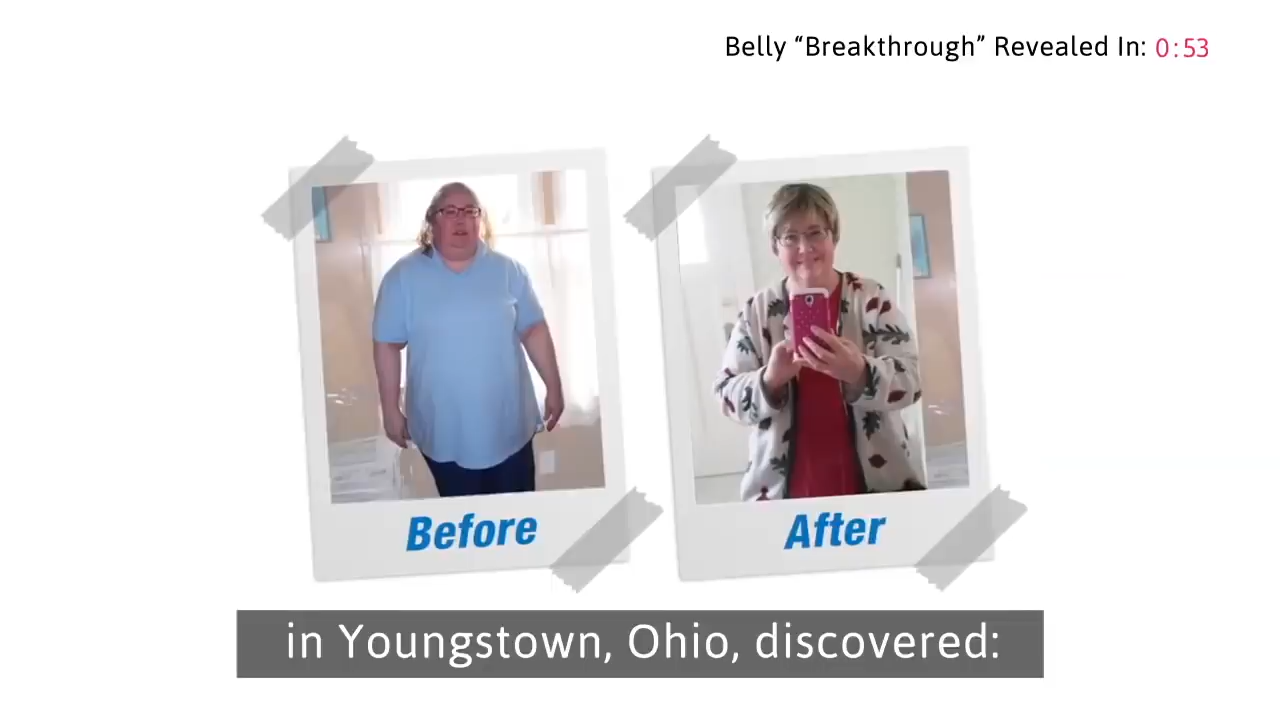 Belly “Breakthrough” Revealed In: 0:53
Before
After
in Youngstown, Ohio, discovered: